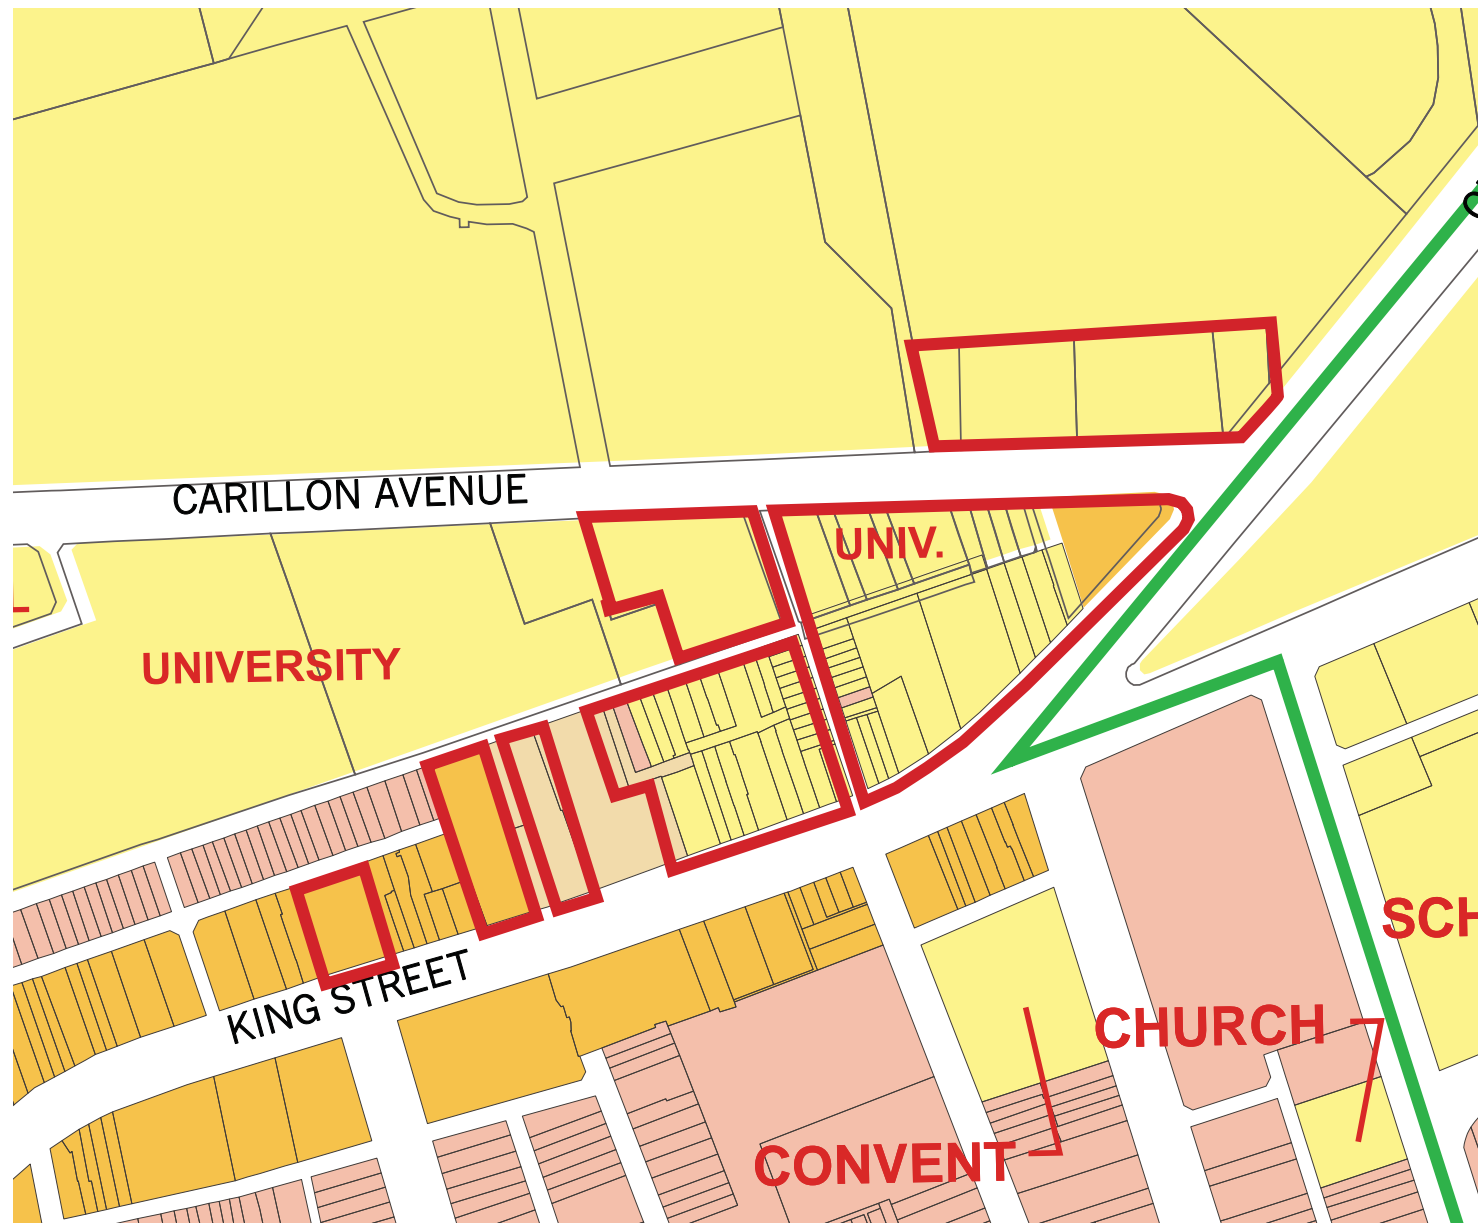 CARILLON AVENUE
UNIV.
UNIVERSITY
SCH
KING STREET
CHURCH
CONVENT